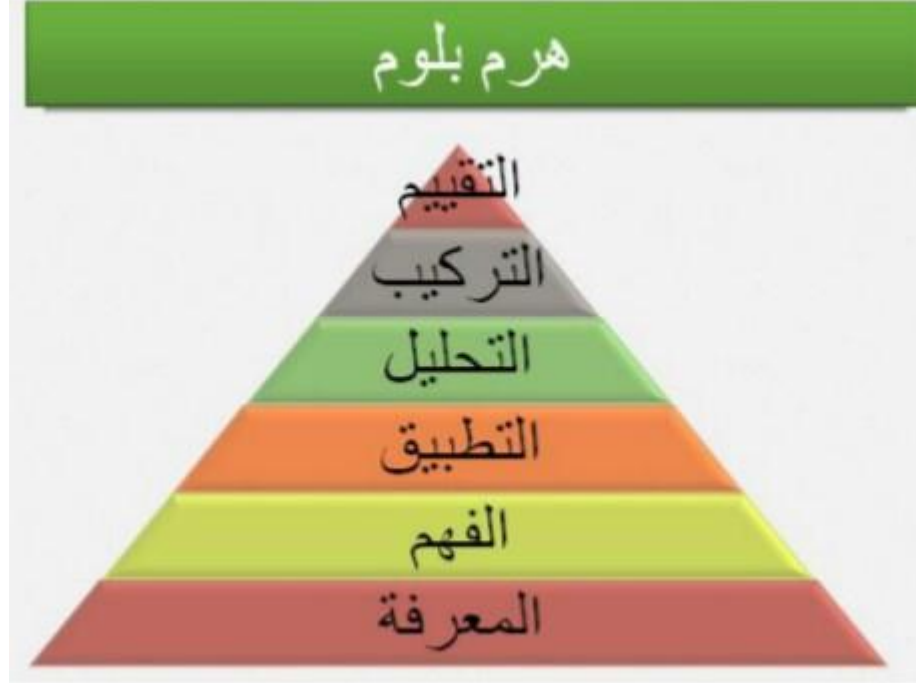 هرم بلوم
التقييم
التركيب
التحليل
التطبيق
الفهم
المعرفة